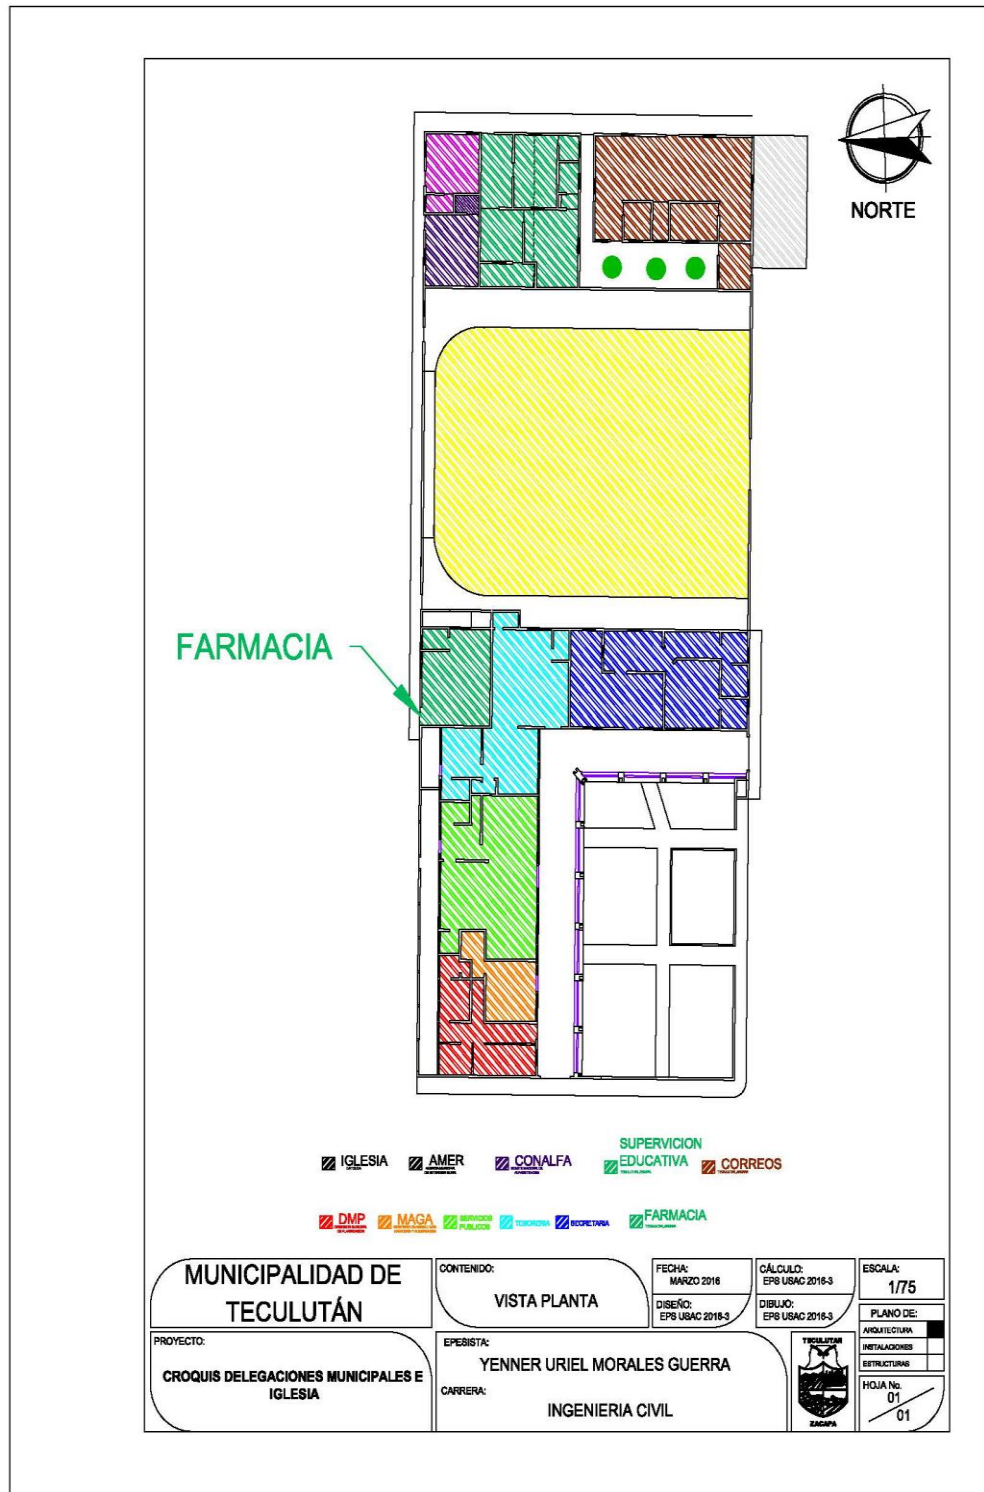 NORTE
FARMACIA
IGLESIA
AMER
CONALFA
SUPERVICION
EDUCATIVA
CORREOS
DMP
MAGA
SERVICIOS
PUBLICOS
TESORERIA
SECRETARIA
FARMACIA
MUNICIPALIDAD DE
TECULUTÁN
CONTENIDO:
VISTA PLANTA
FECHA:
MARZO 2016
CÁLCULO:
EPS USAC 2016-3
ESCALA:
1/75
DISEÑO:
EPS USAC 2016-3
DIBUJO:
EPS USAC 2016-3
PLANO DE:
ARQUITECTURA
INSTALACIONES
ESTRUCTURAS
PROYECTO:
CROQUIS DELEGACIONES MUNICIPALES E
IGLESIA
EPESISTA:
YENNER URIEL MORALES GUERRA
CARRERA:
INGENIERIA CIVIL
TECULUTAN
ZACAPA
HOJA No.
01
01